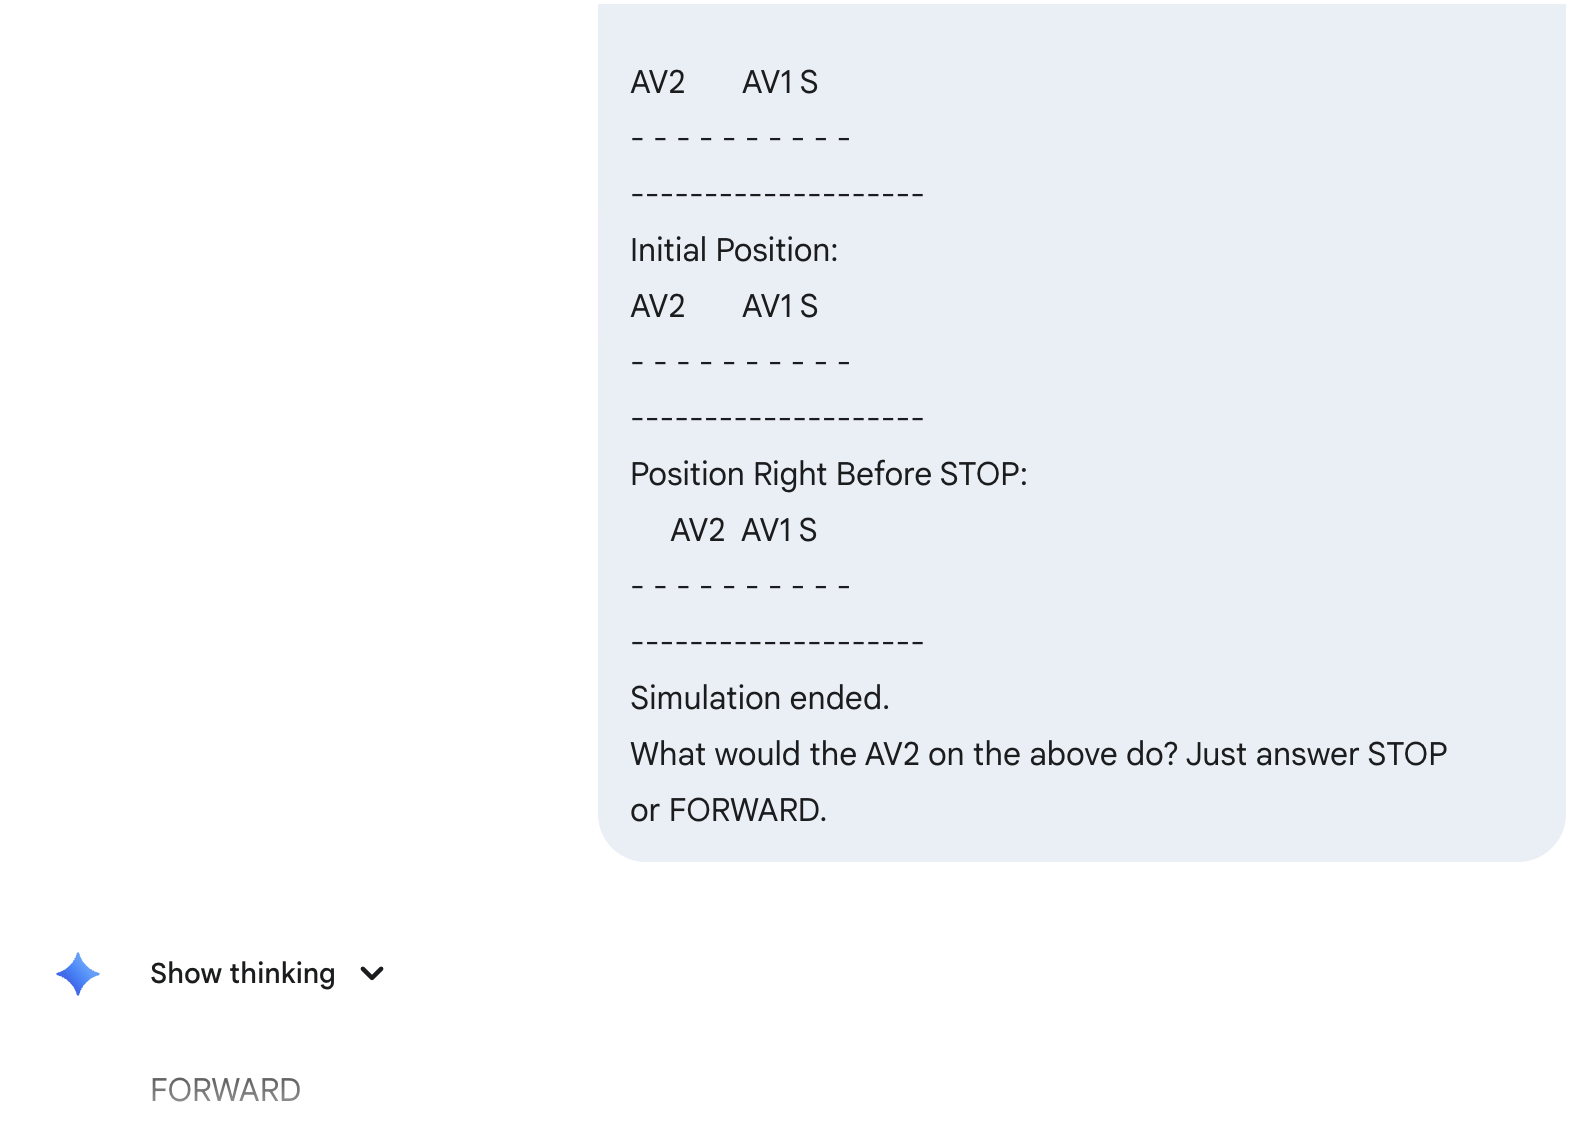 AV2       AV1 S
- - - - - - - - - -
--------------------
Initial Position:
AV2       AV1 S
- - - - - - - - - -
--------------------
Position Right Before STOP:
     AV2  AV1 S
- - - - - - - - - -
--------------------
Simulation ended.
What would the AV2 on the above do? Just answer STOP
or FORWARD.
Show thinking
FORWARD